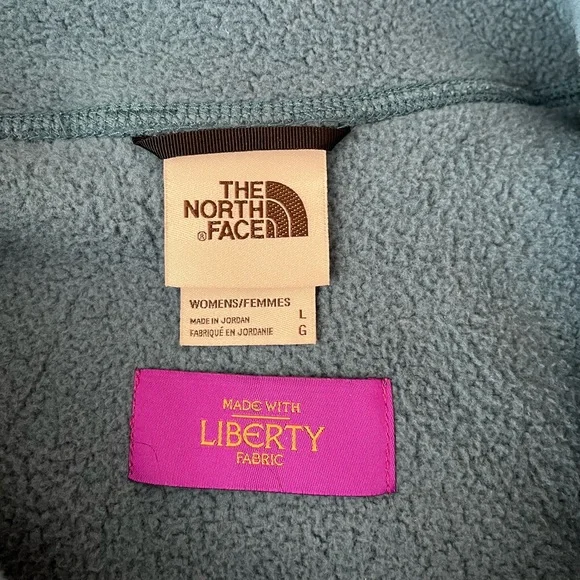 THE
NORTH
® FACE
WOMENS/FEMMES L
MADE IN JORDAN
FABRIQUÉ EN JORDANIE G
MADE WITH
LIBERTY
FABRIC